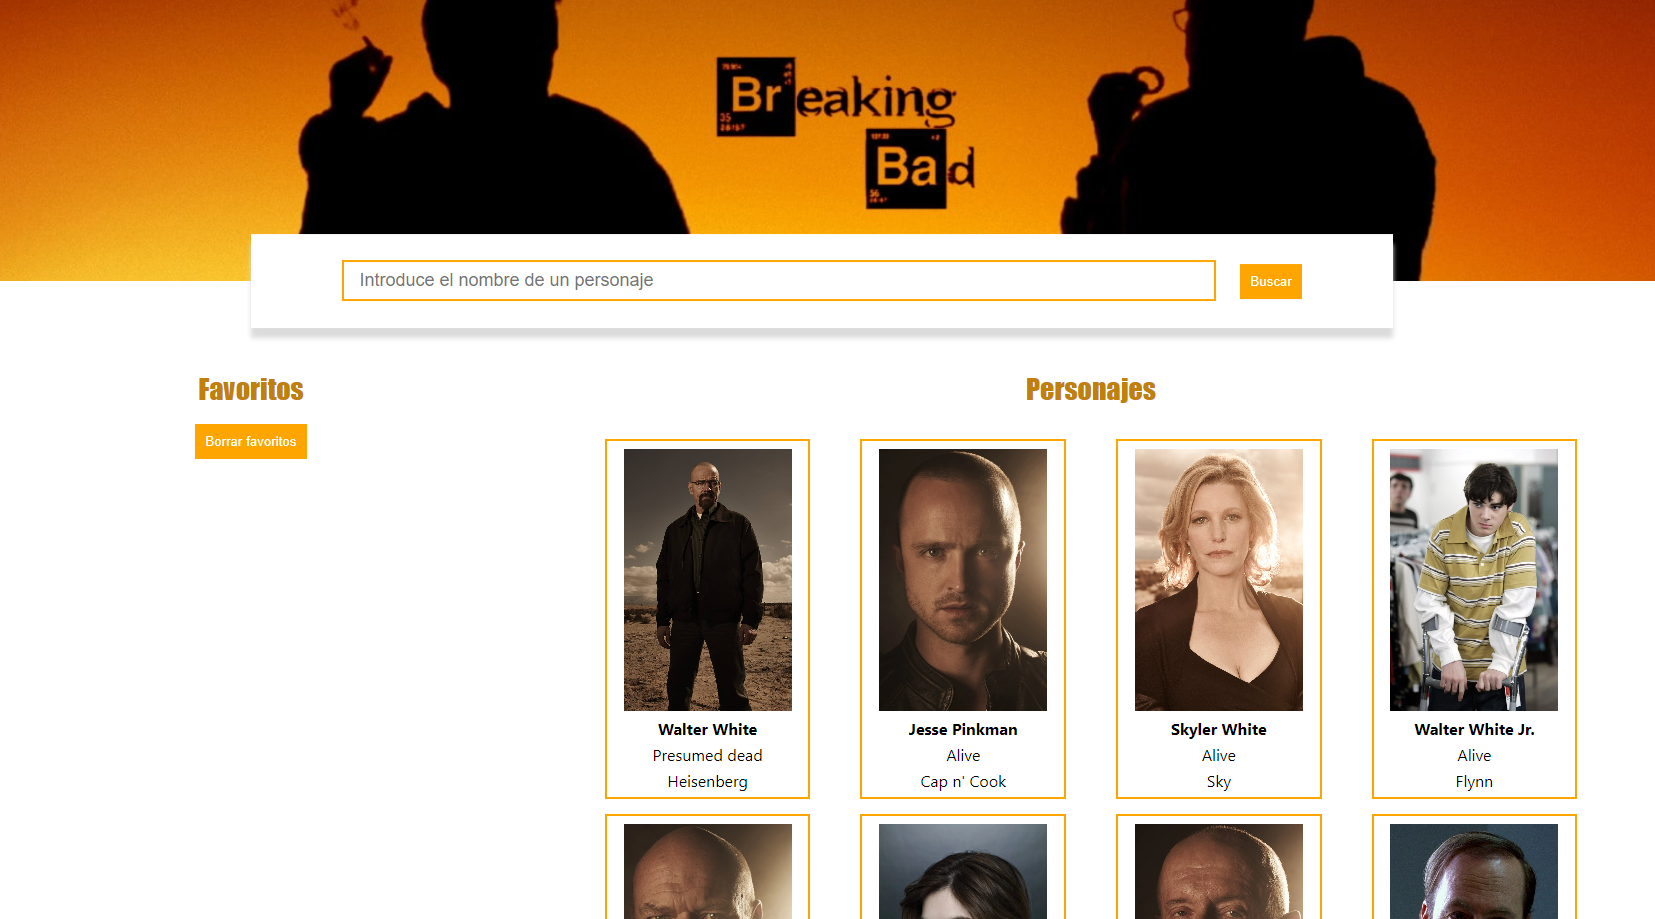 Breaking
Bad
Introduce el nombre de un personaje
Buscar
Favoritos
Borrar favoritos
Personajes
Walter White
Presumed dead
Heisenberg
Jesse Pinkman
Alive
Cap n' Cook
Skyler White
Alive
Sky
Walter White Jr.
Alive
Flynn